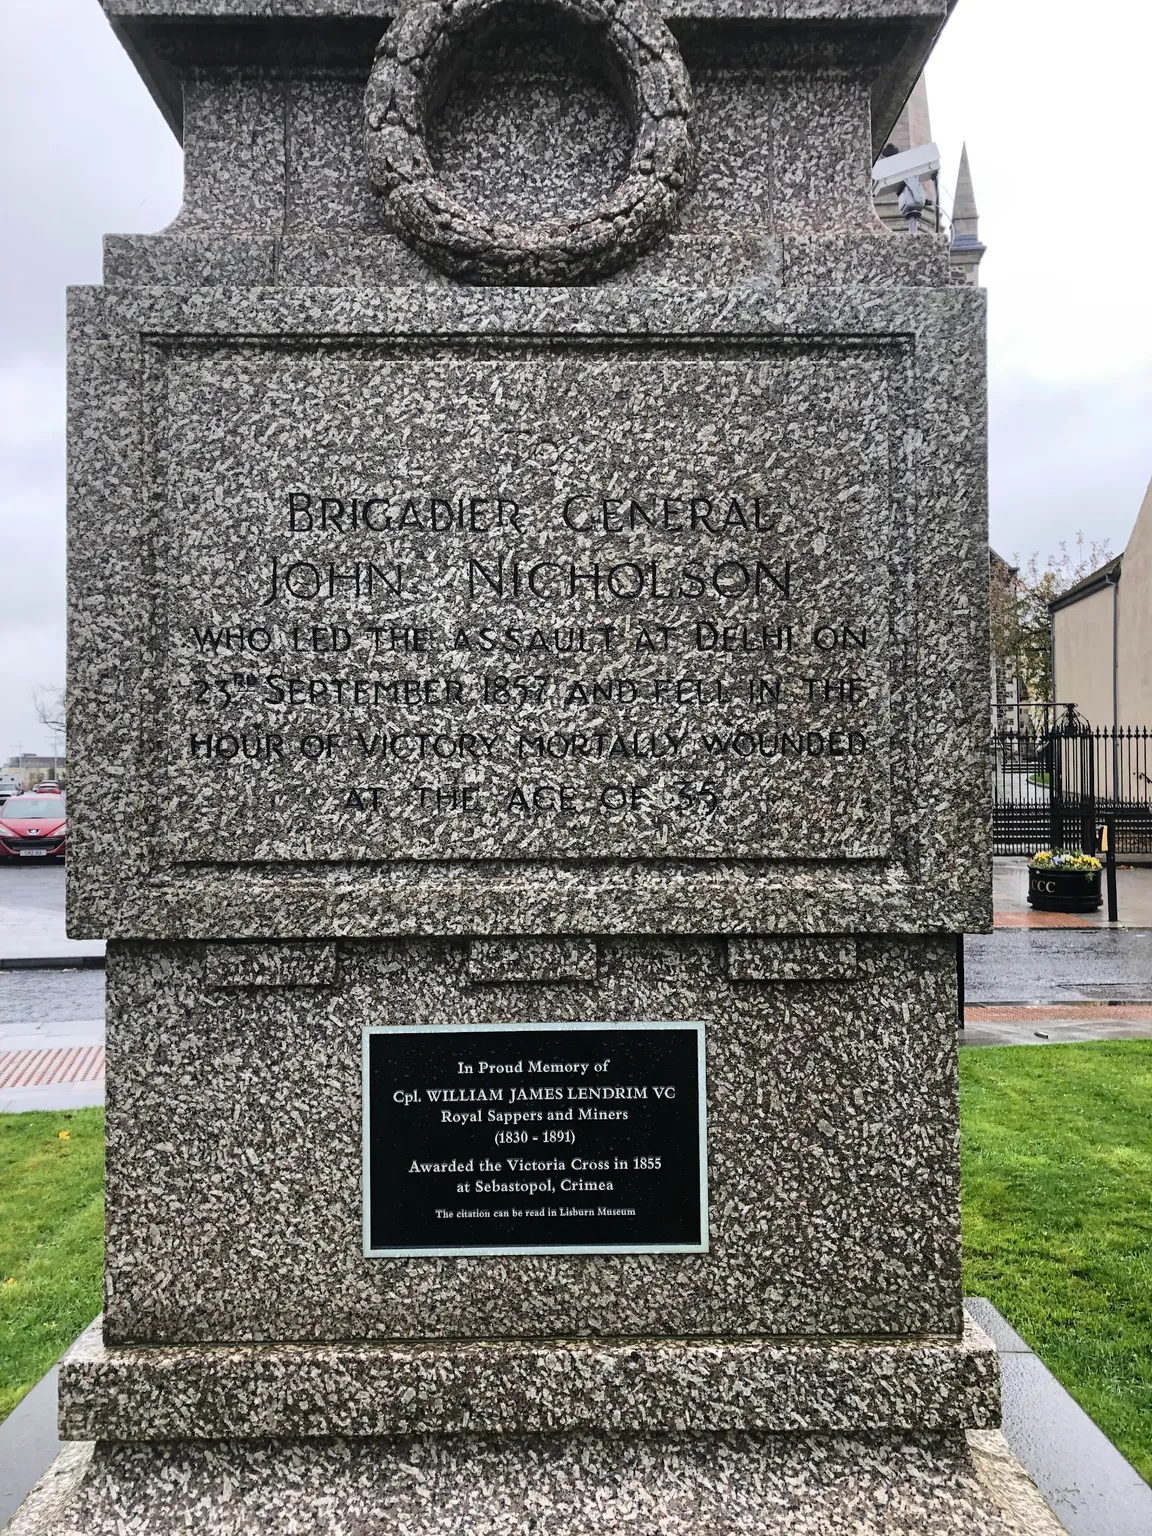 BRIGADIER GENERAL
JOHN NICHOLSON
WHO LED THE ASSAULT AT DELHI ON
23RD SEPTEMBER 1857 AND FELL IN THE
HOUR OF VICTORY MORTALLY WOUNDED
AT THE AGE OF 35
CCC
In Proud Memory of
Cpl. WILLIAM JAMES LENDRIM VC
Royal Sappers and Miners
(1830 - 1891)
Awarded the Victoria Cross in 1855
at Sebastopol, Crimea
The citation can be read in Lisburn Museum